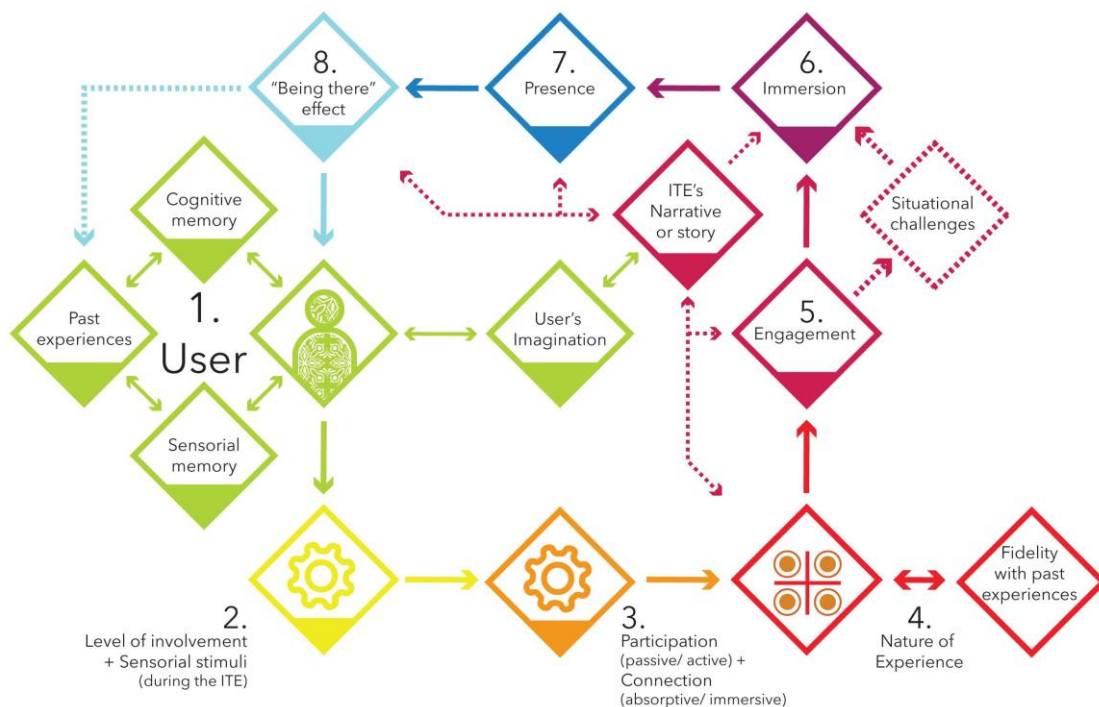 8.
“Being there”
effect
7.
Presence
6.
Immersion
Cognitive
memory
ITE’s
Narrative
or story
Situational
challenges
1.
User
Past
experiences
User’s
Imagination
5.
Engagement
Sensorial
memory
2.
Level of involvement
+ Sensorial stimuli
(during the ITE)
3.
Participation
(passive/ active) +
Connection
(absorptive/ immersive)
4.
Nature of
Experience
Fidelity
with past
experiences